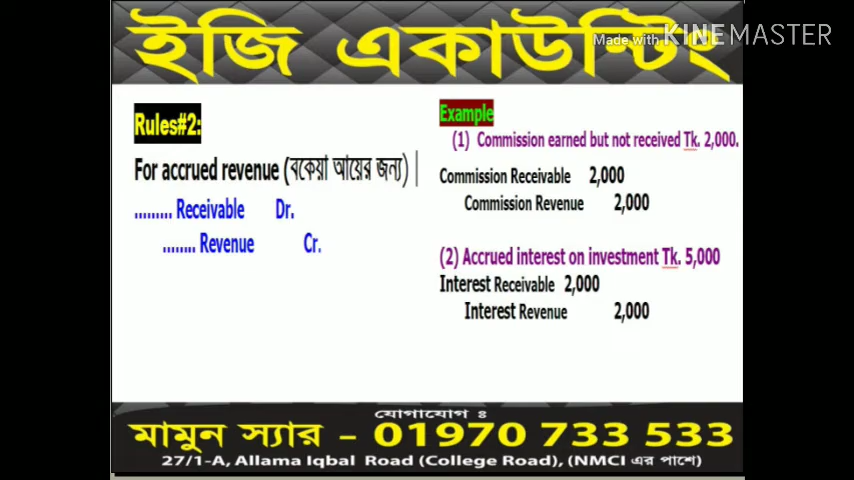 ইজি একাউন্টিং
Made with KINEMASTER
Rules#2:
For accrued revenue (বকেয়া আয়ের জন্য)
......... Receivable Dr.
........ Revenue Cr.
Example
(1) Commission earned but not received Tk. 2,000.
Commission Receivable 2,000
Commission Revenue 2,000
(2) Accrued interest on investment Tk. 5,000
Interest Receivable 2,000
Interest Revenue 2,000
যোগাযোগ ঃ
মামুন স্যার – 01970 733 533
27/1-A, Allama Iqbal Road (College Road), (NMCI এর পাশে)